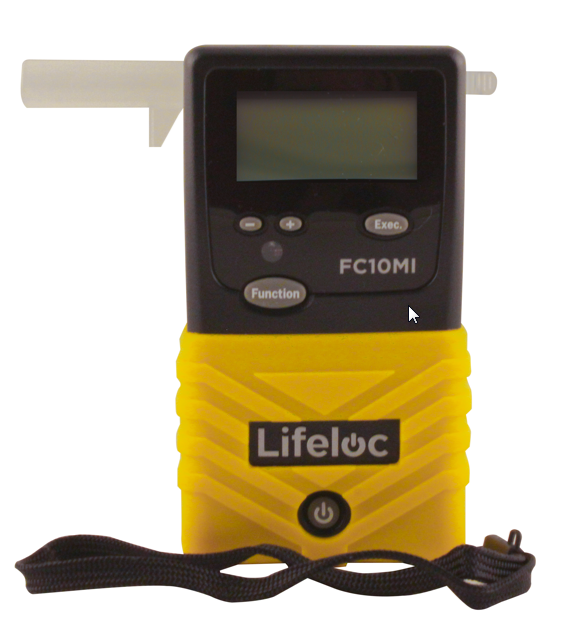 − +
Exec.
FC10MI
Function
Lifeloc